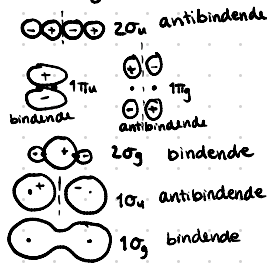 - + - + 2σu antibindende
+ - 1πu + - 1πg
- bindende - + antibindende
- + - 2σg bindende
+ - 1σu antibindende
1σg bindende